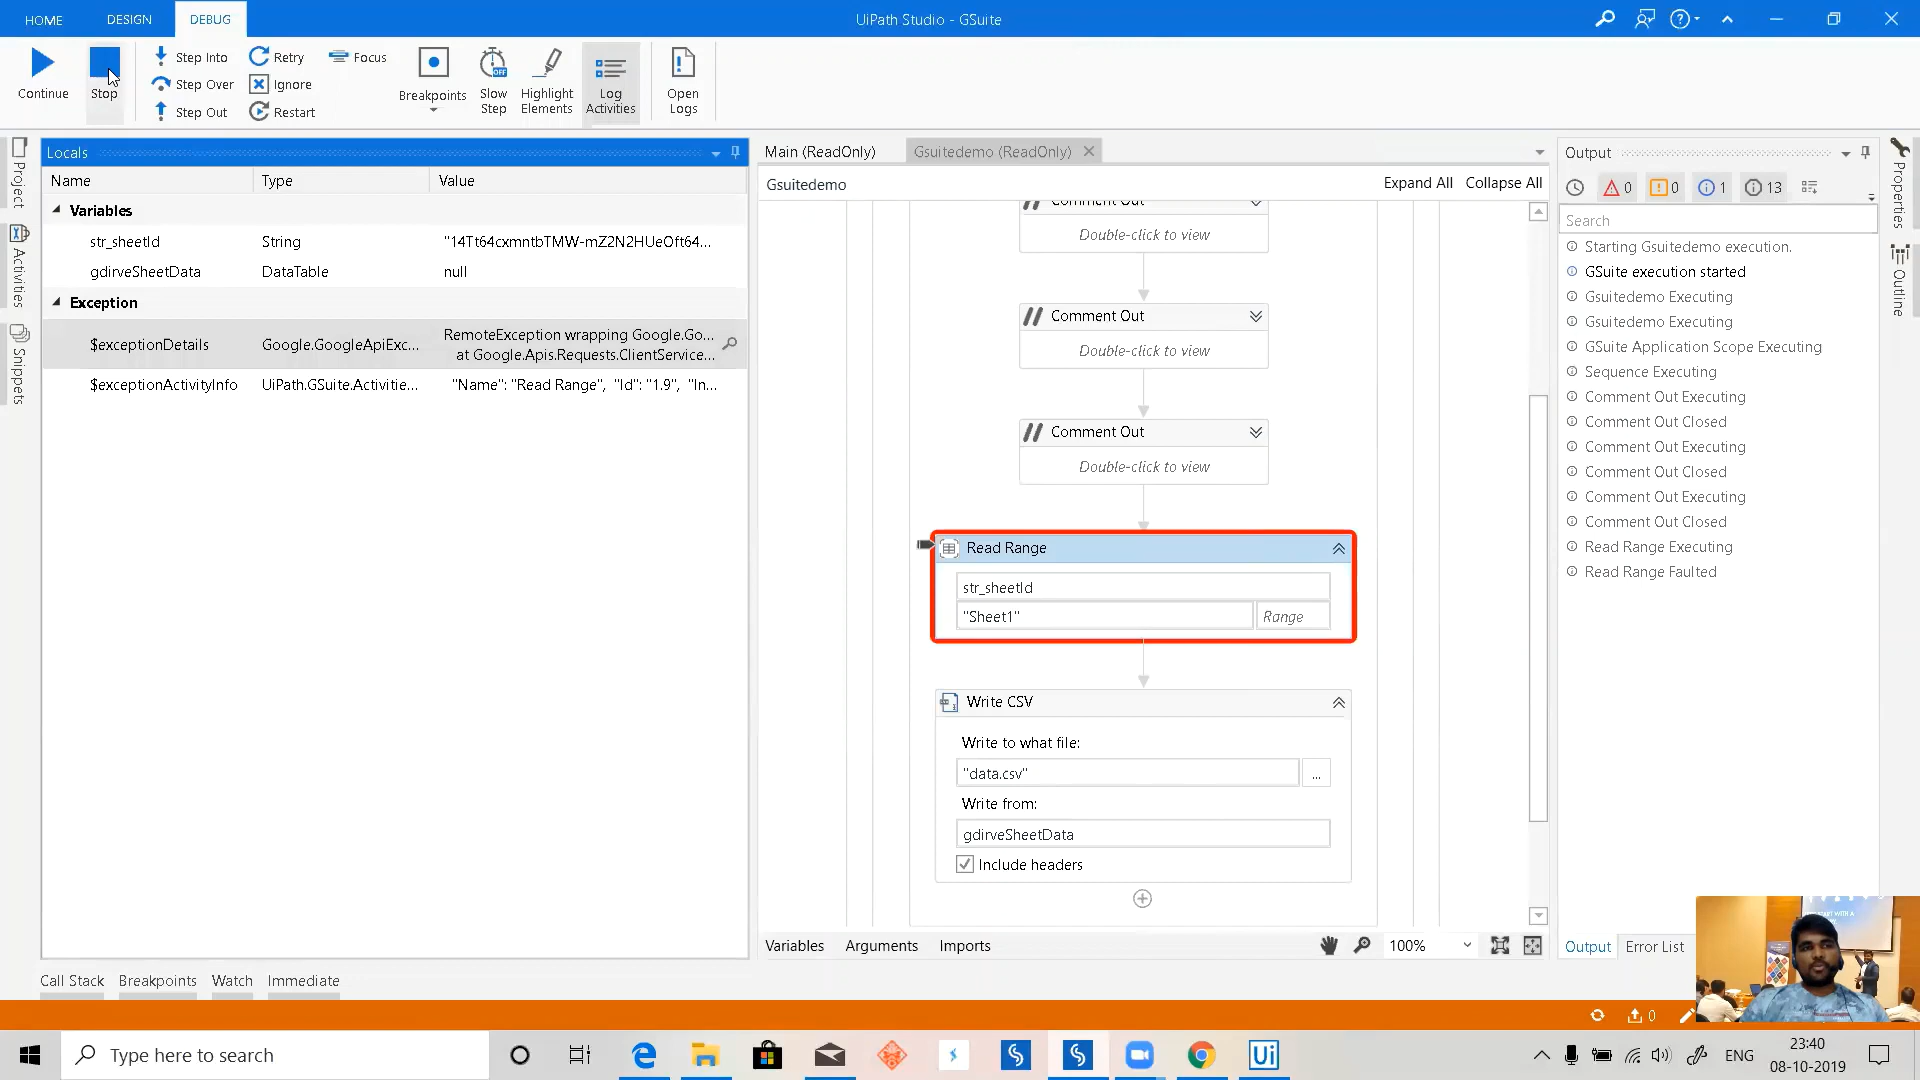 HOME DESIGN DEBUG UiPath Studio - GSuite
Continue
Stop
Step Into
Step Over
Step Out
Retry
Ignore
Restart
Focus
Breakpoints
OFF
Slow Step
Highlight Elements
Log Activities
Open Logs
Project
Activities
Snippets
Locals
Name Type Value
Variables
str_sheetId String "14Tt64cxmntbTMW-mZ2N2HUeOft64...
gdirveSheetData DataTable null
Exception
$exceptionDetails Google.GoogleApiExc... RemoteException wrapping Google.Go...
at Google.Apis.Requests.ClientService...
$exceptionActivityInfo UiPath.GSuite.Activitie... "Name": "Read Range", "Id": "1.9", "In...
Call Stack Breakpoints Watch Immediate
Main (ReadOnly) Gsuitedemo (ReadOnly)
Gsuitedemo Expand All Collapse All
Comment Out
Double-click to view
Comment Out
Double-click to view
Comment Out
Double-click to view
Read Range
str_sheetId
"Sheet1" Range
Write CSV
Write to what file:
"data.csv" ...
Write from:
gdirveSheetData
Include headers
Variables Arguments Imports 100%
Output
0 0 1 13
Search
Starting Gsuitedemo execution.
GSuite execution started
Gsuitedemo Executing
Gsuitedemo Executing
GSuite Application Scope Executing
Sequence Executing
Comment Out Executing
Comment Out Closed
Comment Out Executing
Comment Out Closed
Comment Out Executing
Comment Out Closed
Read Range Executing
Read Range Faulted
Output Error List
Properties
Outline
0
Type here to search
Ui
ENG
23:40
08-10-2019